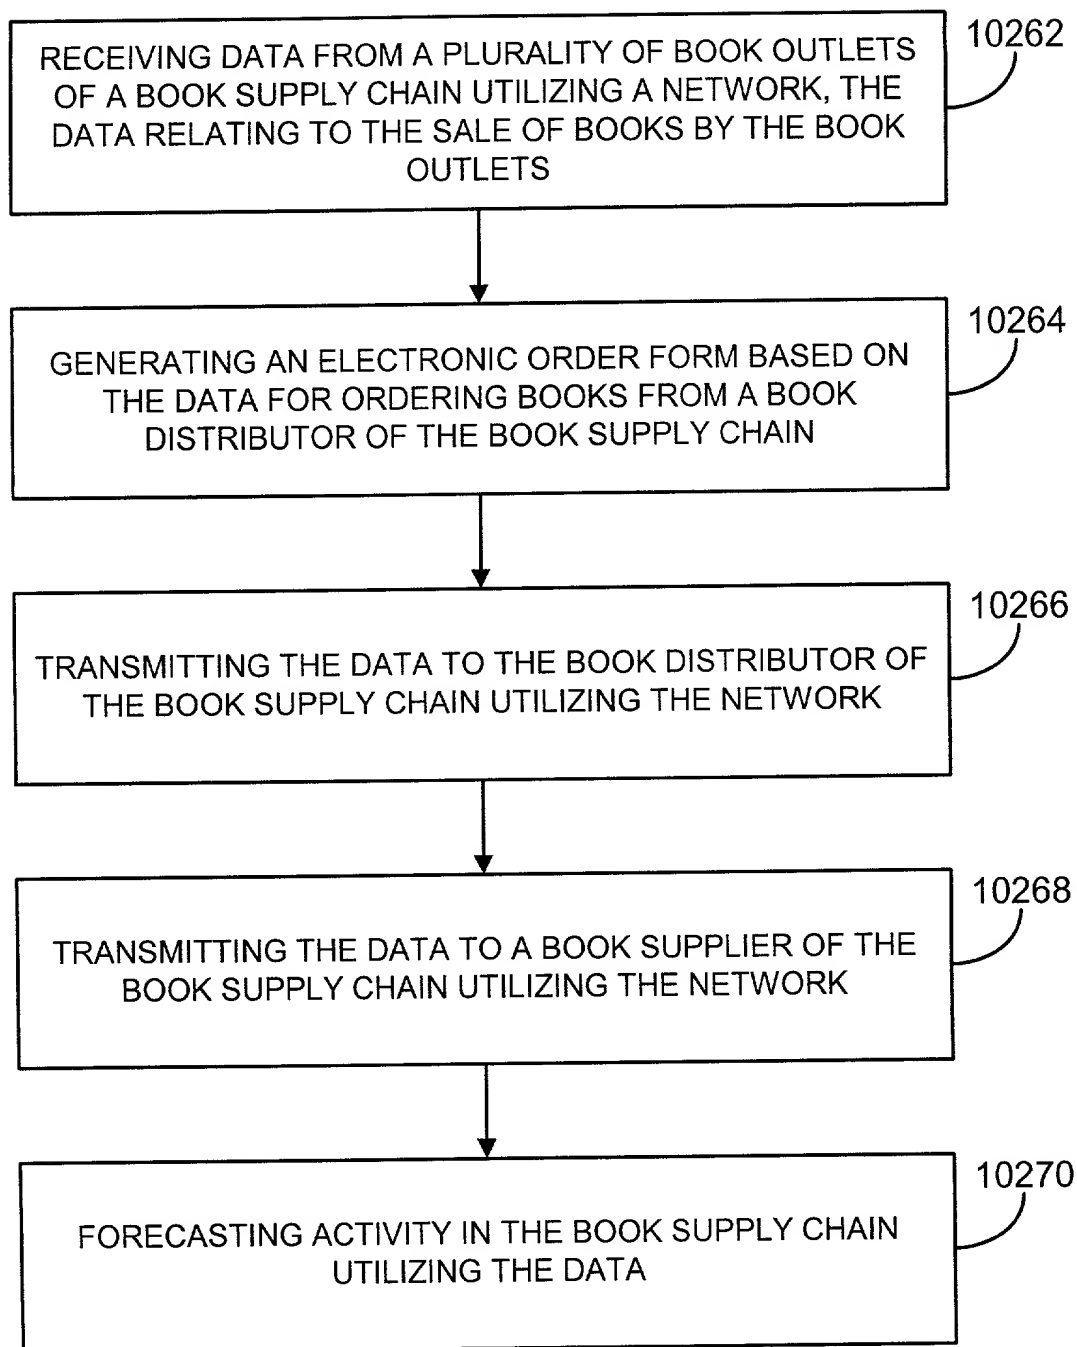 10262
RECEIVING DATA FROM A PLURALITY OF BOOK OUTLETS
OF A BOOK SUPPLY CHAIN UTILIZING A NETWORK, THE
DATA RELATING TO THE SALE OF BOOKS BY THE BOOK
OUTLETS
10264
GENERATING AN ELECTRONIC ORDER FORM BASED ON
THE DATA FOR ORDERING BOOKS FROM A BOOK
DISTRIBUTOR OF THE BOOK SUPPLY CHAIN
10266
TRANSMITTING THE DATA TO THE BOOK DISTRIBUTOR OF
THE BOOK SUPPLY CHAIN UTILIZING THE NETWORK
10268
TRANSMITTING THE DATA TO A BOOK SUPPLIER OF THE
BOOK SUPPLY CHAIN UTILIZING THE NETWORK
10270
FORECASTING ACTIVITY IN THE BOOK SUPPLY CHAIN
UTILIZING THE DATA